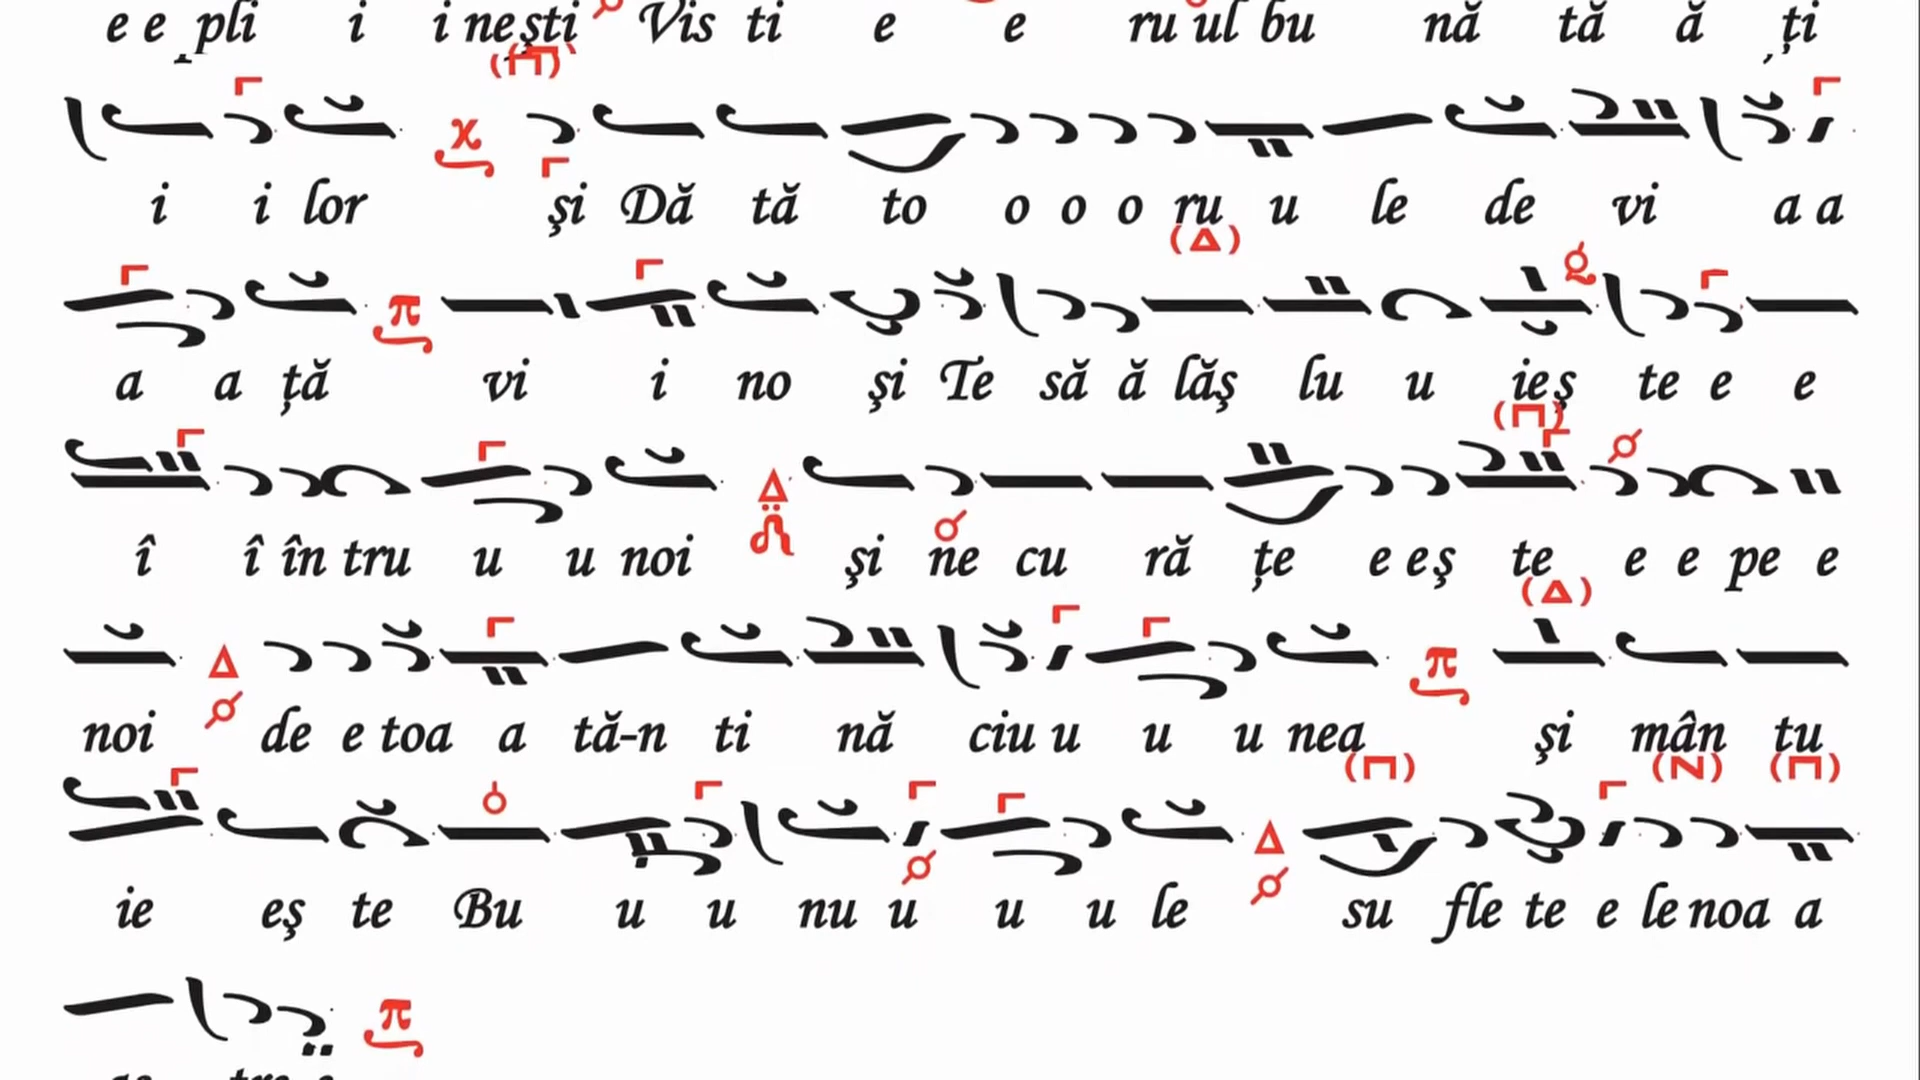 e e pli i i nești Vis ti e e ru ul bu nă tă ă ți
i i lor și Dă tă to o o o ru u le de vi a a
a a ță vi i no și Te să ă lăș lu u ieș te e e
î î în tru u u noi și ne cu ră țe e eș te e e pe e
noi de e toa a tă-n ti nă ciu u u u nea și mân tu
ie eș te Bu u u nu u u u le su fle te e le noa a